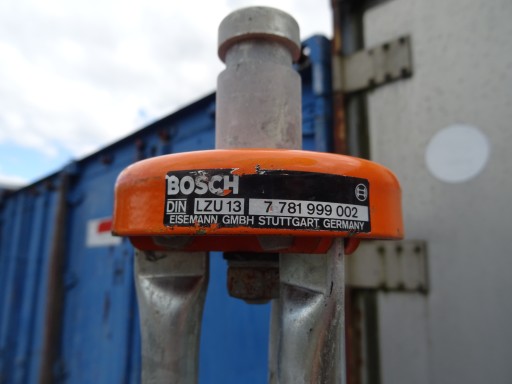 BOSCH
DIN LZU 13 7 781 999 002
EISEMANN GMBH STUTTGART GERMANY